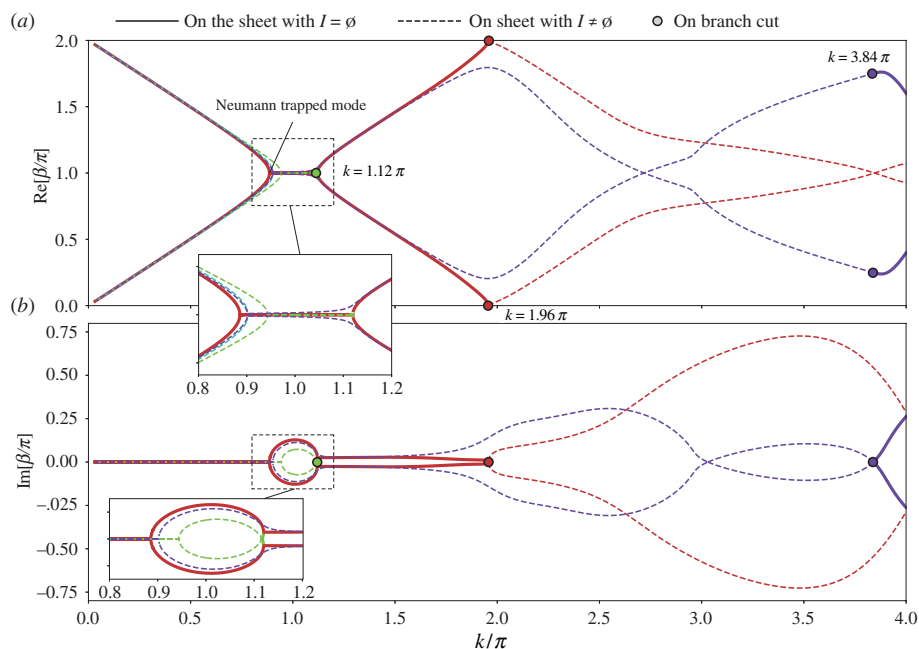 (a)
On the sheet with I = ø
On sheet with I ≠ ø
On branch cut
2.0
1.5
1.0
0.5
0.0
Re[β/π]
Neumann trapped mode
k = 1.12 π
k = 3.84 π
k = 1.96 π
0.8 0.9 1.0 1.1 1.2
(b)
0.75
0.50
0.25
0.00
−0.25
−0.50
−0.75
Im[β/π]
0.8 0.9 1.0 1.1 1.2
0.0 0.5 1.0 1.5 2.0 2.5 3.0 3.5 4.0
k/π